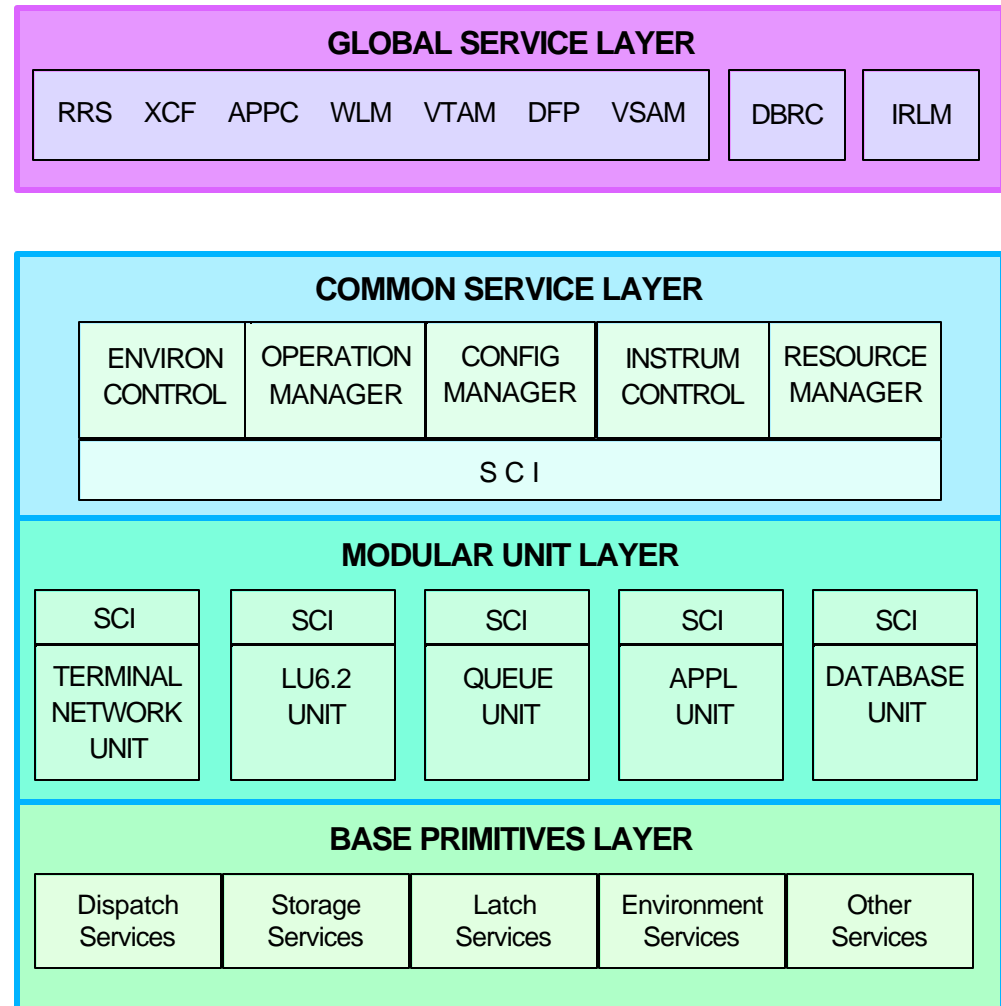 GLOBAL SERVICE LAYER
RRS XCF APPC WLM VTAM DFP VSAM DBRC IRLM
COMMON SERVICE LAYER
ENVIRON
CONTROL
OPERATION
MANAGER
CONFIG
MANAGER
INSTRUM
CONTROL
RESOURCE
MANAGER
S C I
MODULAR UNIT LAYER
SCI
TERMINAL
NETWORK
UNIT
SCI
LU6.2
UNIT
SCI
QUEUE
UNIT
SCI
APPL
UNIT
SCI
DATABASE
UNIT
BASE PRIMITIVES LAYER
Dispatch
Services
Storage
Services
Latch
Services
Environment
Services
Other
Services